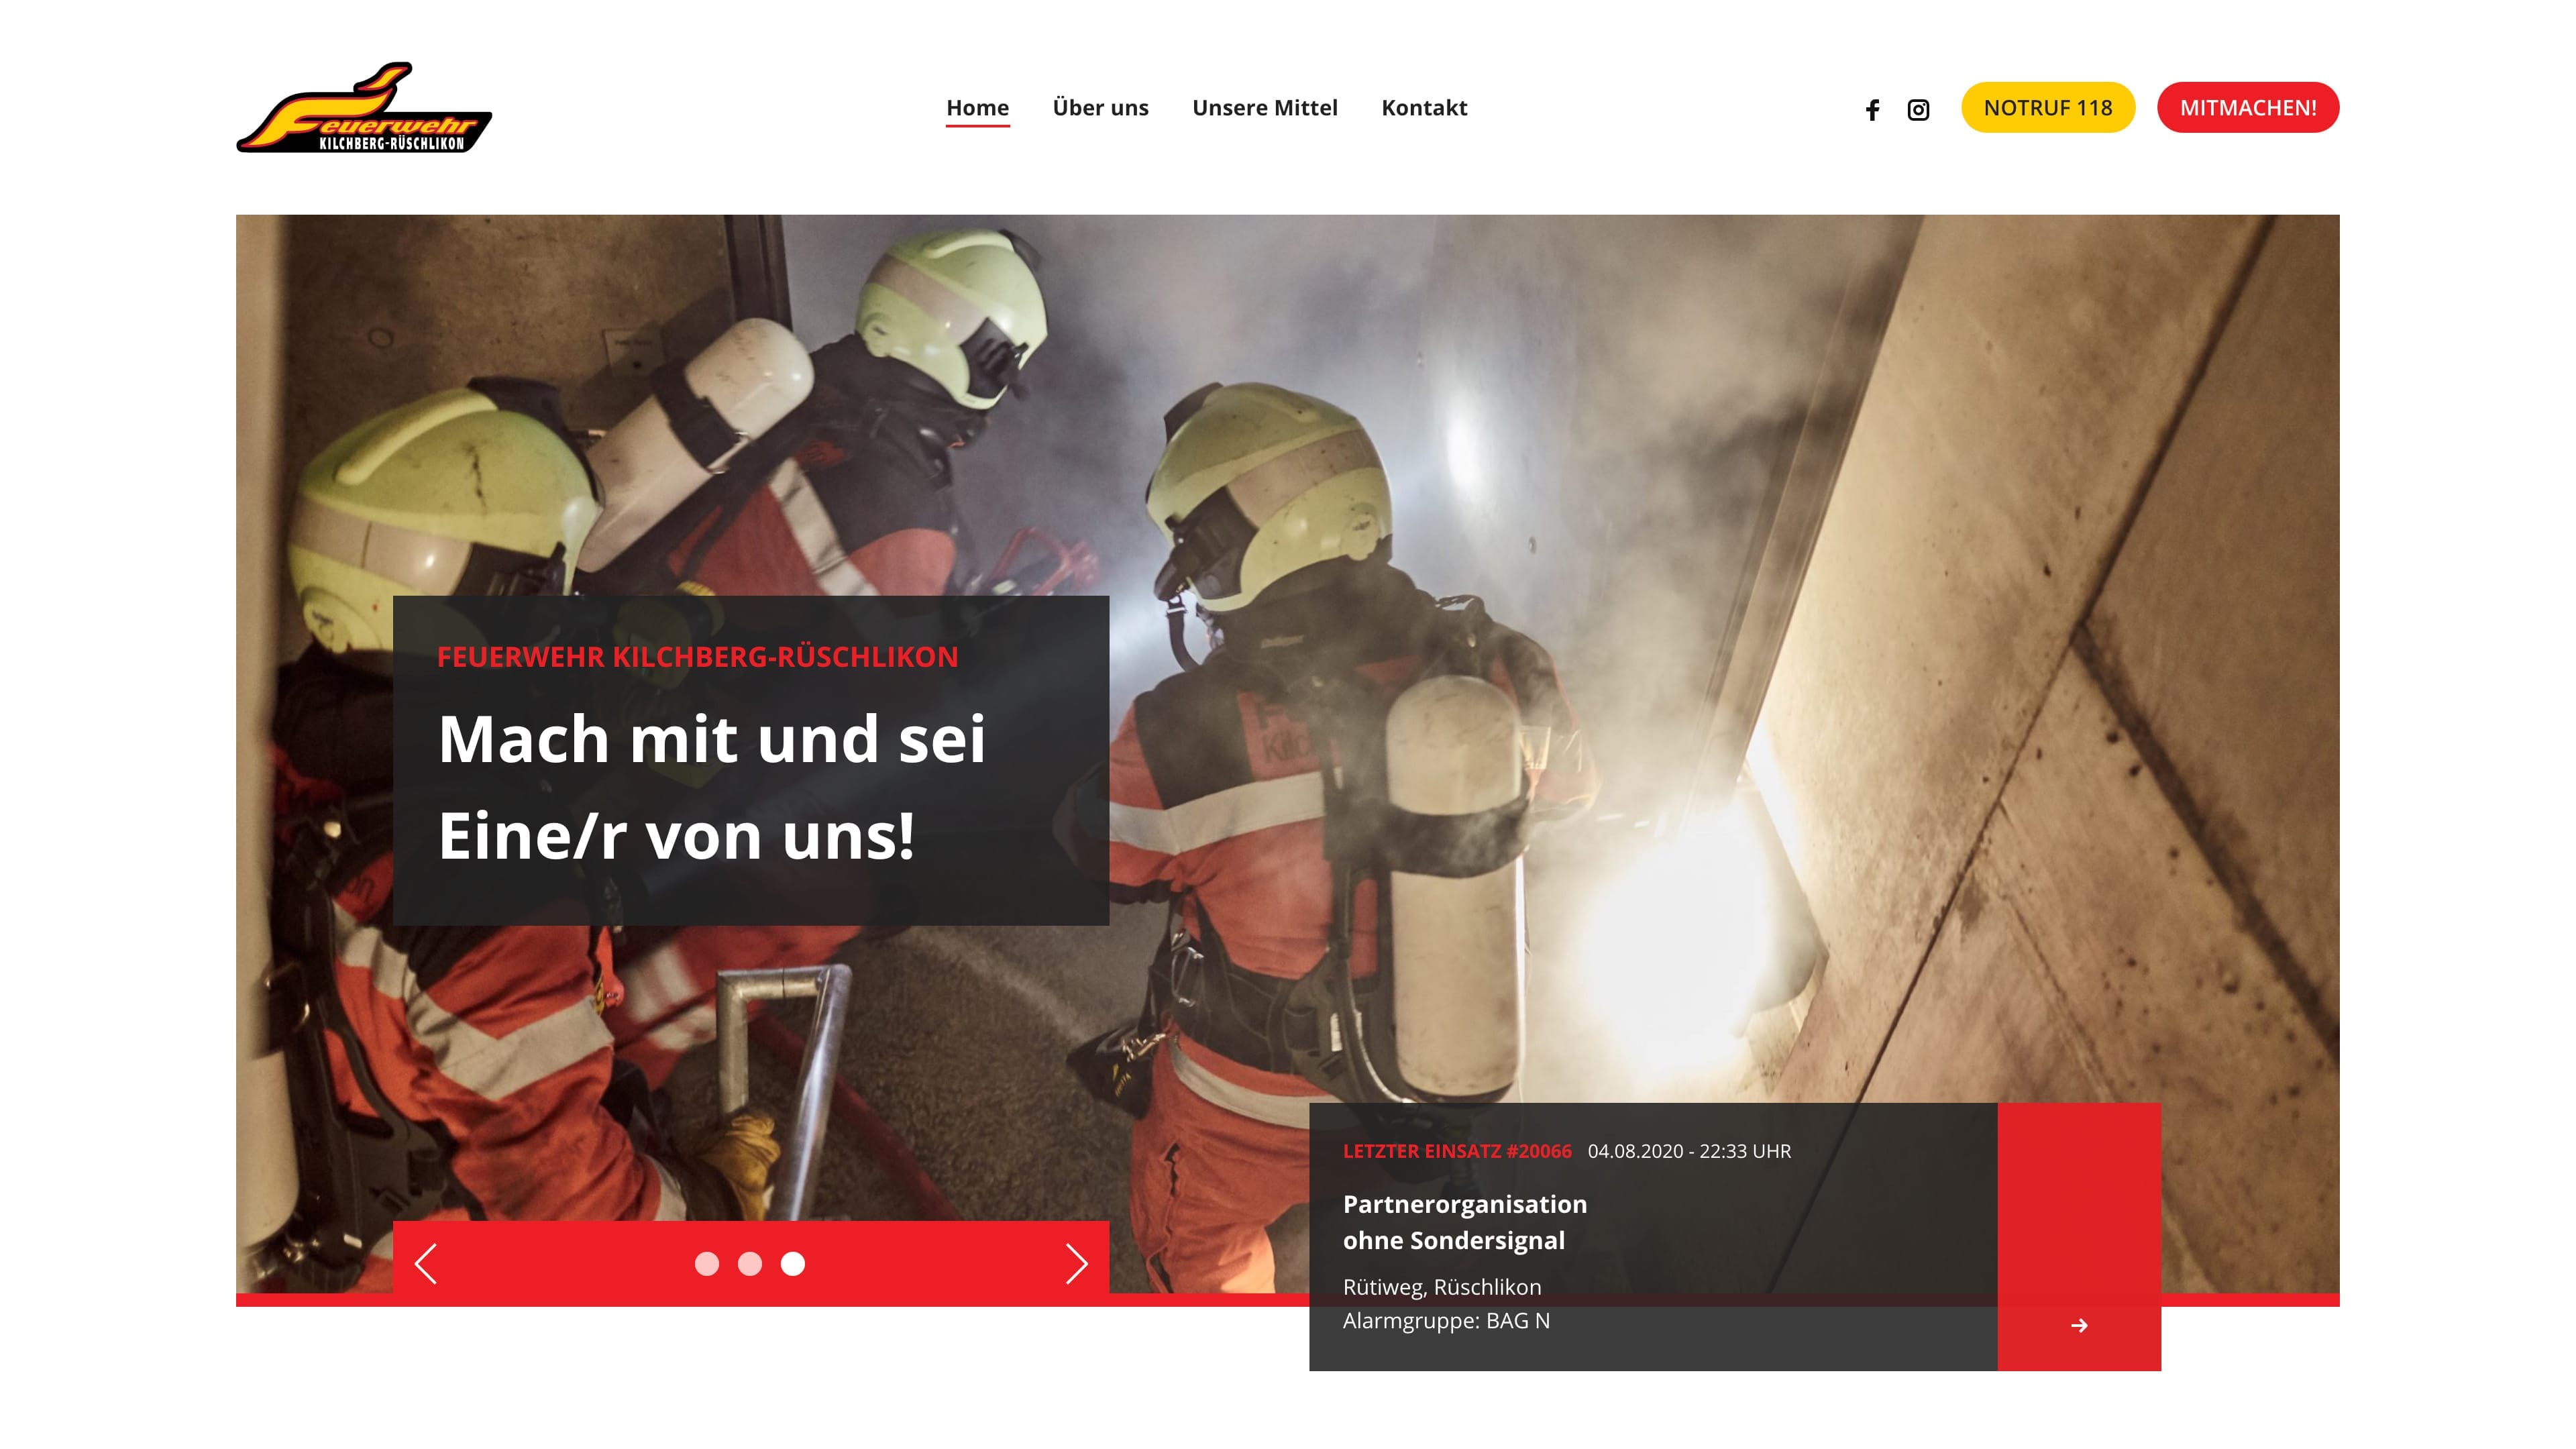 Feuerwehr
KILCHBERG-RÜSCHLIKON
Home
Über uns
Unsere Mittel
Kontakt
NOTRUF 118
MITMACHEN!
FEUERWEHR KILCHBERG-RÜSCHLIKON
Mach mit und sei
Eine/r von uns!
LETZTER EINSATZ #20066 04.08.2020 - 22:33 UHR
Partnerorganisation
ohne Sondersignal
Rütiweg, Rüschlikon
Alarmgruppe: BAG N